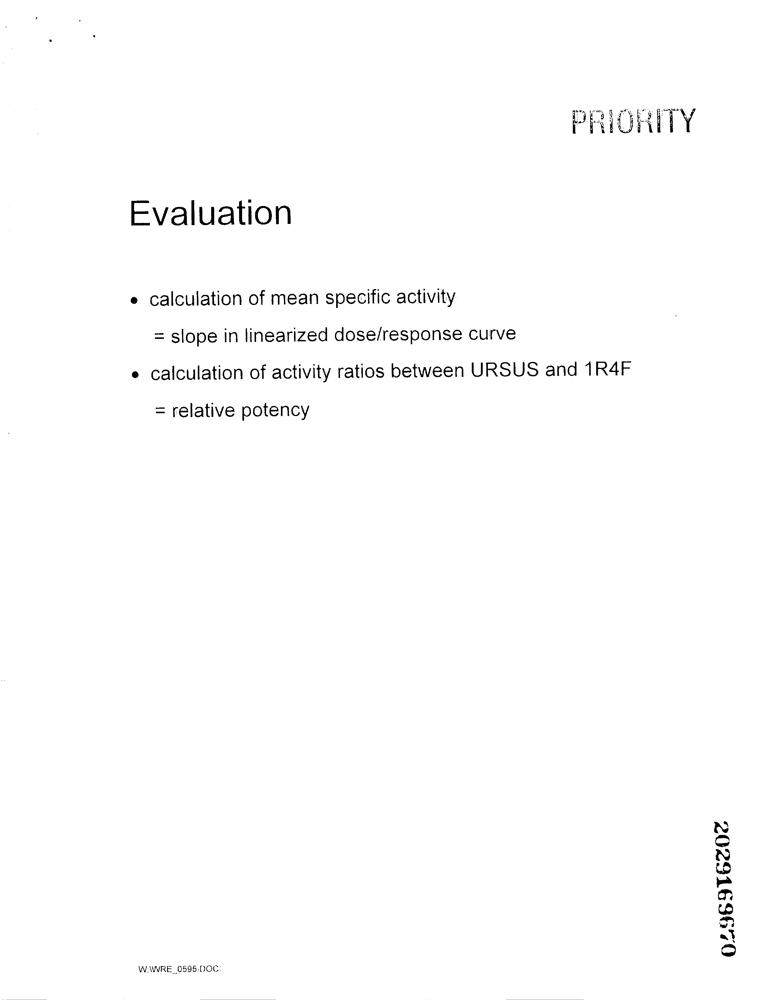 PRIORITY
Evaluation
• calculation of mean specific activity
= slope in linearized dose/response curve
• calculation of activity ratios between URSUS and 1R4F
= relative potency
2029169670
W:\WRE_0595.DOC